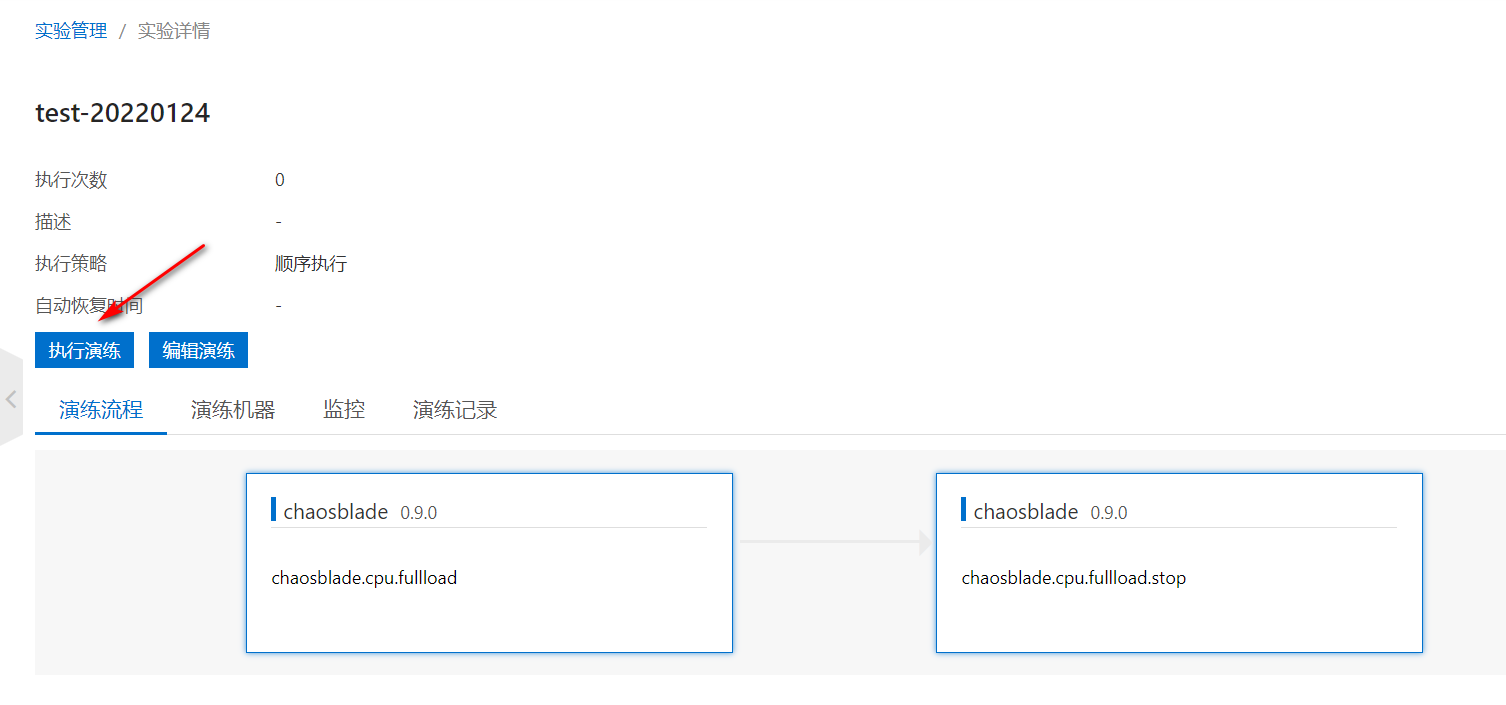 实验管理 / 实验详情
test-20220124
执行次数 0
描述 -
执行策略 顺序执行
自动恢复时间 -
执行演练 编辑演练
演练流程 演练机器 监控 演练记录
chaosblade 0.9.0 chaosblade 0.9.0
chaosblade.cpu.fullload chaosblade.cpu.fullload.stop